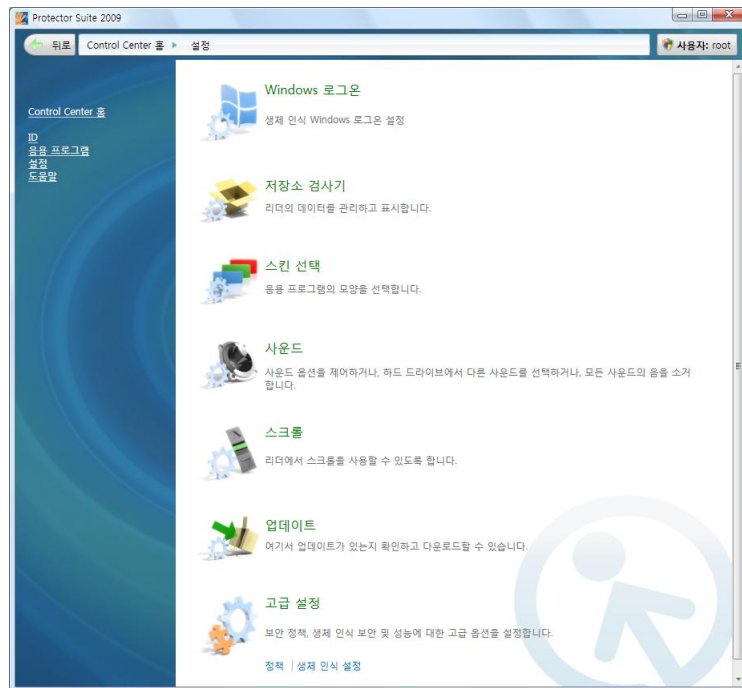 Protector Suite 2009
뒤로 Control Center 홈 ▶ 설정 사용자: root
Control Center 홈
ID
응용 프로그램
설정
도움말
Windows 로그온
생체 인식 Windows 로그온 설정
저장소 검사기
리더의 데이터를 관리하고 표시합니다.
스킨 선택
응용 프로그램의 모양을 선택합니다.
사운드
사운드 옵션을 제어하거나, 하드 드라이브에서 다른 사운드를 선택하거나, 모든 사운드의 음을 소거
합니다.
스크롤
리더에서 스크롤을 사용할 수 있도록 합니다.
업데이트
여기서 업데이트가 있는지 확인하고 다운로드할 수 있습니다.
고급 설정
보안 정책, 생체 인식 보안 및 성능에 대한 고급 옵션을 설정합니다.
정책 | 생체 인식 설정